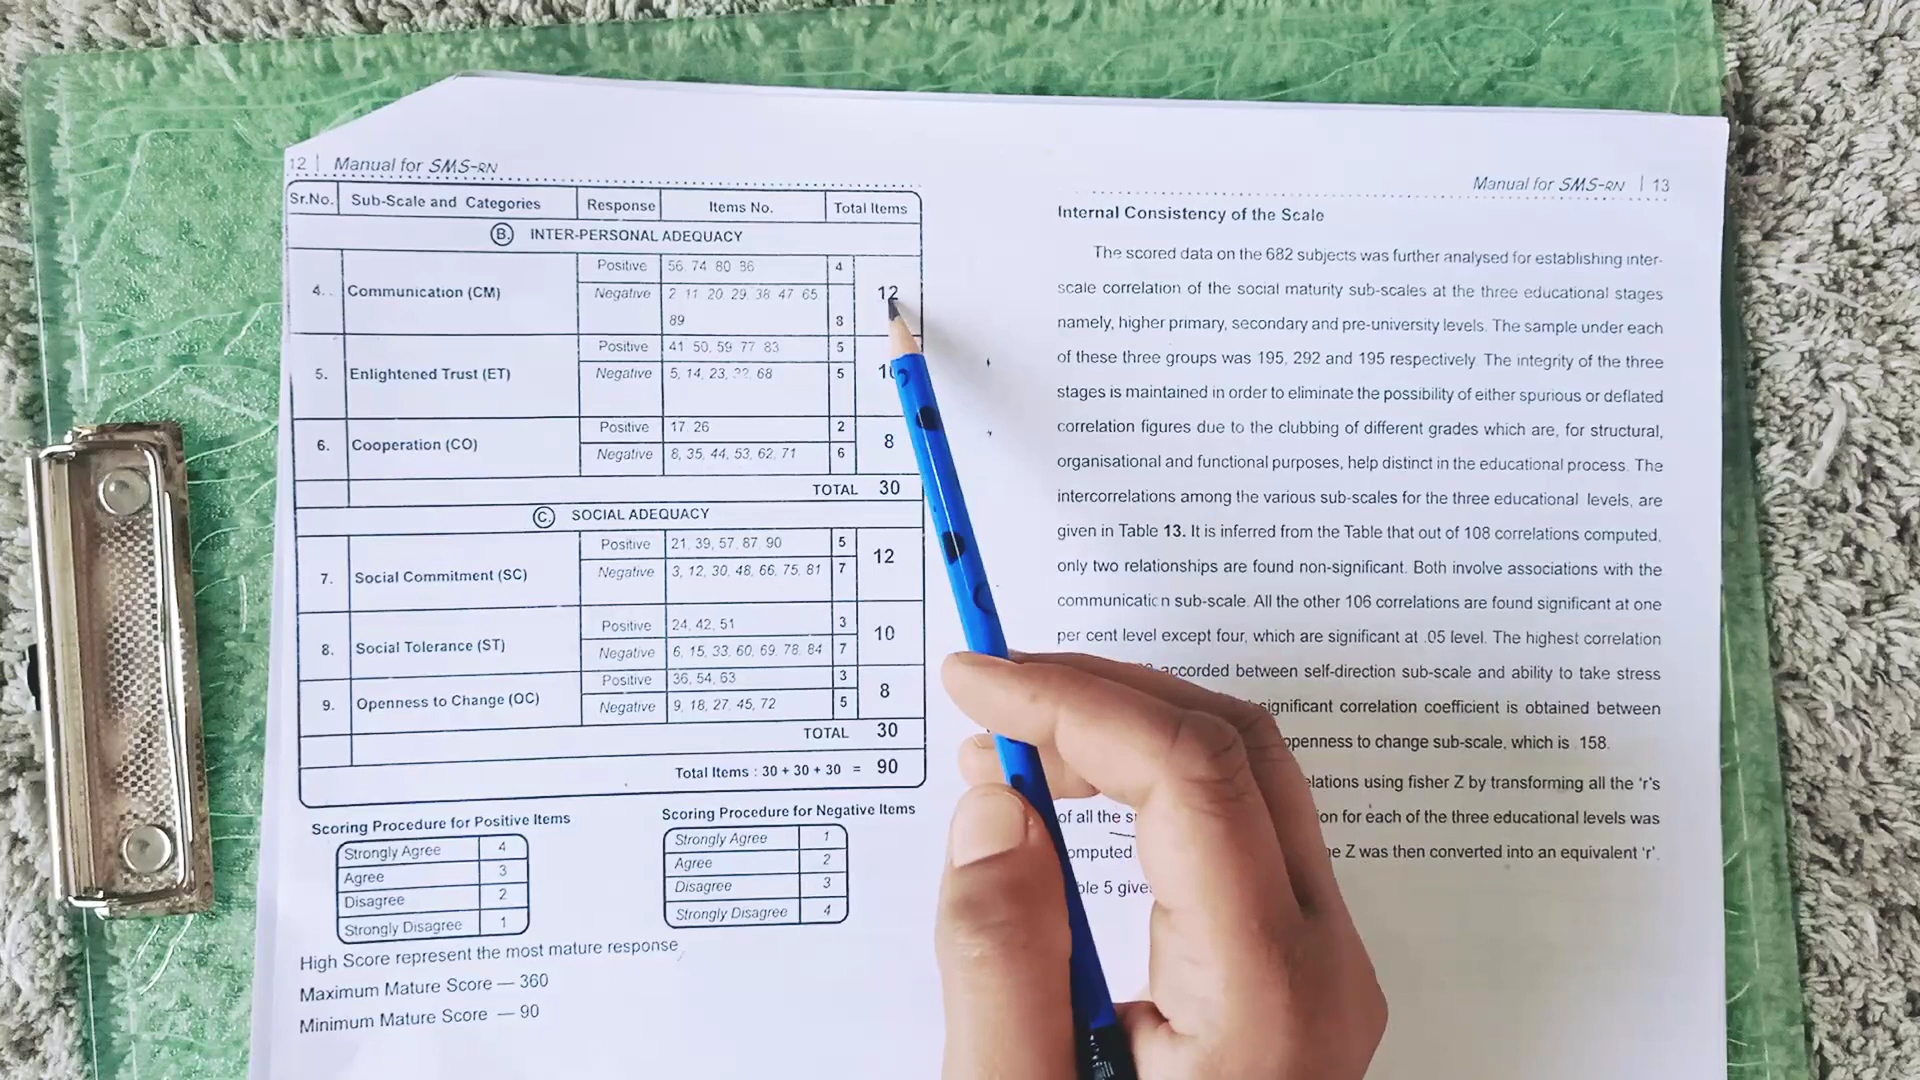 12 | Manual for SMS-RN
Sr.No. Sub-Scale and Categories Response Items No. Total Items
B. INTER-PERSONAL ADEQUACY
4. Communication (CM) Positive 56 74 80 4 12
Negative 2 11 20 29 38 47 65
89 8
5. Enlightened Trust (ET) Positive 41 50, 59 77 83 5
Negative 5, 14, 23, 68 5
6. Cooperation (CO) Positive 17 26 2 8
Negative 8, 35, 44, 53, 62, 71 6
TOTAL 30
C. SOCIAL ADEQUACY
7. Social Commitment (SC) Positive 21, 39, 57, 87, 90 5 12
Negative 3, 12, 30, 48, 66, 75, 81 7
8. Social Tolerance (ST) Positive 24, 42, 51 3 10
Negative 6, 15, 33, 60, 69, 78, 84 7
9. Openness to Change (OC) Positive 36, 54, 63 3 8
Negative 9, 18, 27, 45, 72 5
TOTAL 30
Total Items : 30 + 30 + 30 = 90
Scoring Procedure for Positive Items
Strongly Agree 4
Agree 3
Disagree 2
Strongly Disagree 1
Scoring Procedure for Negative Items
Strongly Agree 1
Agree 2
Disagree 3
Strongly Disagree 4
High Score represent the most mature response
Maximum Mature Score — 360
Minimum Mature Score — 90
Manual for SMS-RN | 13
Internal Consistency of the Scale
The scored data on the 682 subjects was further analysed for establishing inter-
scale correlation of the social maturity sub-scales at the three educational stages
namely, higher primary, secondary and pre-university levels. The sample under each
of these three groups was 195, 292 and 195 respectively. The integrity of the three
stages is maintained in order to eliminate the possibility of either spurious or deflated
correlation figures due to the clubbing of different grades which are, for structural,
organisational and functional purposes, help distinct in the educational process. The
intercorrelations among the various sub-scales for the three educational levels, are
given in Table 13. It is inferred from the Table that out of 108 correlations computed,
only two relationships are found non-significant. Both involve associations with the
communication sub-scale. All the other 106 correlations are found significant at one
per cent level except four, which are significant at .05 level. The highest correlation
accorded between self-direction sub-scale and ability to take stress
significant correlation coefficient is obtained between
openness to change sub-scale, which is .158.
using fisher Z by transforming all the 'r's
of all the for each of the three educational levels was
computed. Z was then converted into an equivalent 'r'.
5